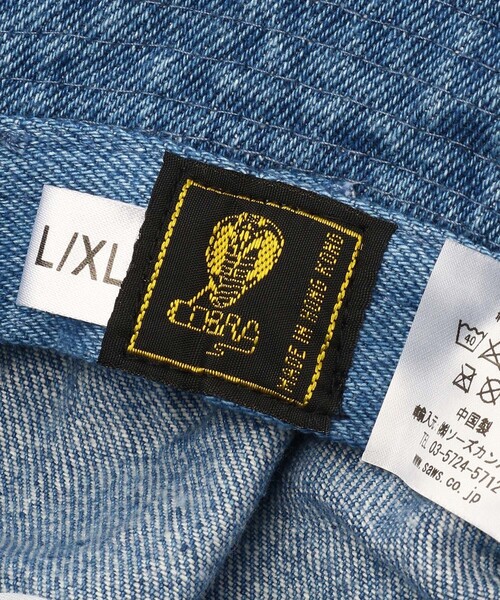 L/XL
COBRA
MADE IN HONG KONG
40
中国製
輸入元:㈱ソーズカン
TEL 03-5724-5712
www.saws.co.jp